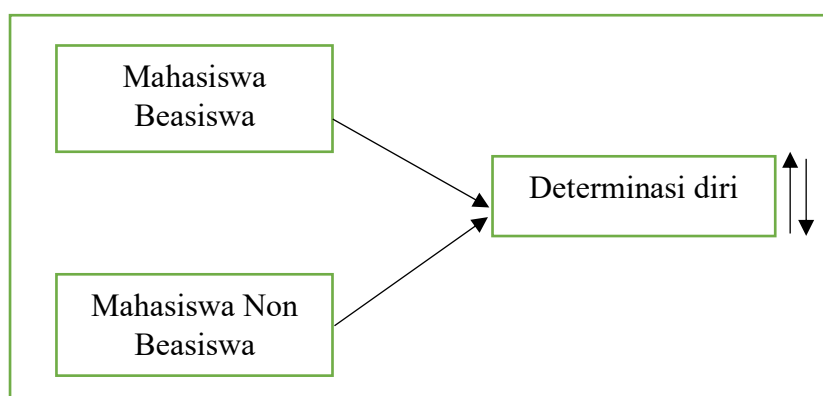 Mahasiswa
Beasiswa
Determinasi diri
Mahasiswa Non
Beasiswa